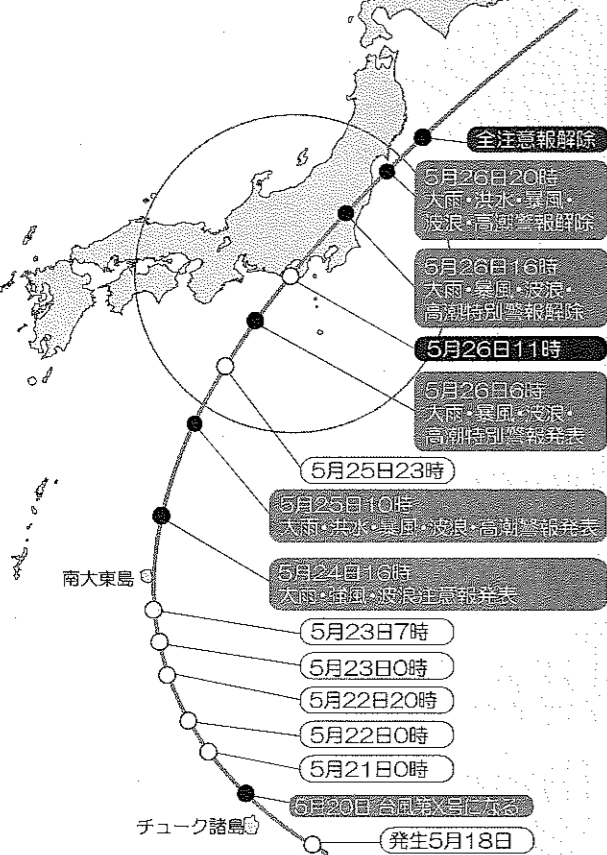 全注意報解除
5月26日20時
大雨・洪水・暴風・
波浪・高潮警報解除
5月26日16時
大雨・暴風・波浪・
高潮特別警報解除
5月26日11時
5月26日6時
大雨・暴風・波浪・
高潮特別警報発表
5月25日23時
5月25日10時
大雨・洪水・暴風・波浪・高潮警報発表
5月24日16時
大雨・強風・波浪注意報発表
南大東島
5月23日7時
5月23日0時
5月22日20時
5月22日0時
5月21日0時
5月20日 台風第X号になる
チューク諸島
発生5月18日